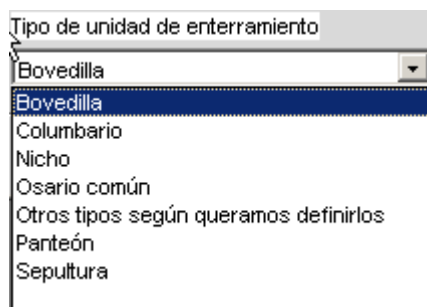 Tipo de unidad de enterramiento
Bovedilla
Bovedilla
Columbario
Nicho
Osario común
Otros tipos según queramos definirlos
Panteón
Sepultura